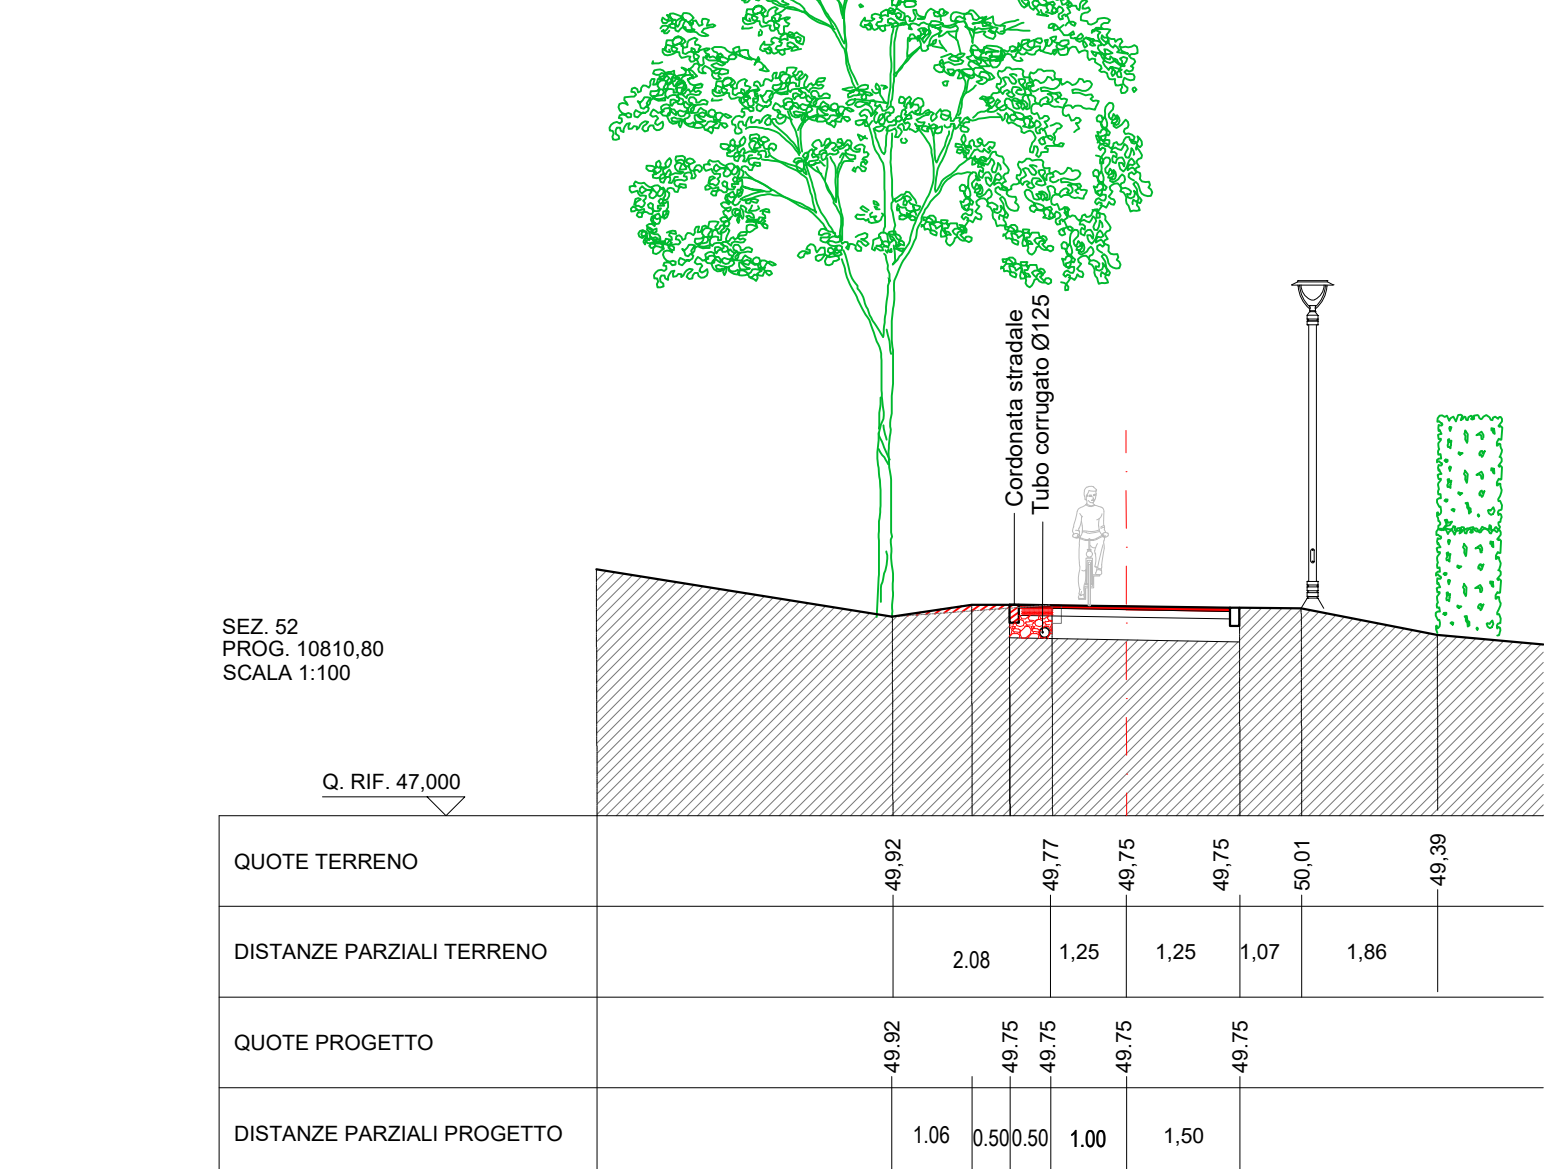 Cordonata stradale
Tubo corrugato Ø125
SEZ. 52
PROG. 10810,80
SCALA 1:100
Q. RIF. 47,000
QUOTE TERRENO 49,92 49,77 49,75 49,75 50,01 49,39
DISTANZE PARZIALI TERRENO 2.08 1,25 1,25 1,07 1,86
QUOTE PROGETTO 49.92 49.75 49.75 49.75 49.75
DISTANZE PARZIALI PROGETTO 1.06 0.50 0.50 1.00 1,50